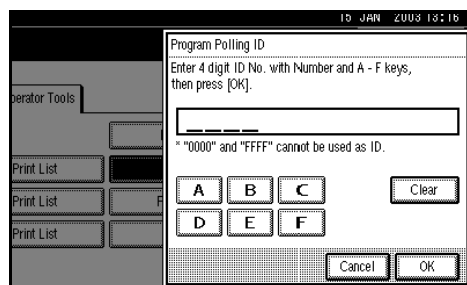 15 JAN 2003 13:16
Program Polling ID
Enter 4 digit ID No. with Number and A - F keys,
then press [OK].
perator Tools
* "0000" and "FFFF" cannot be used as ID.
Print List
A B C Clear
Print List F
D E F
Print List
Cancel OK